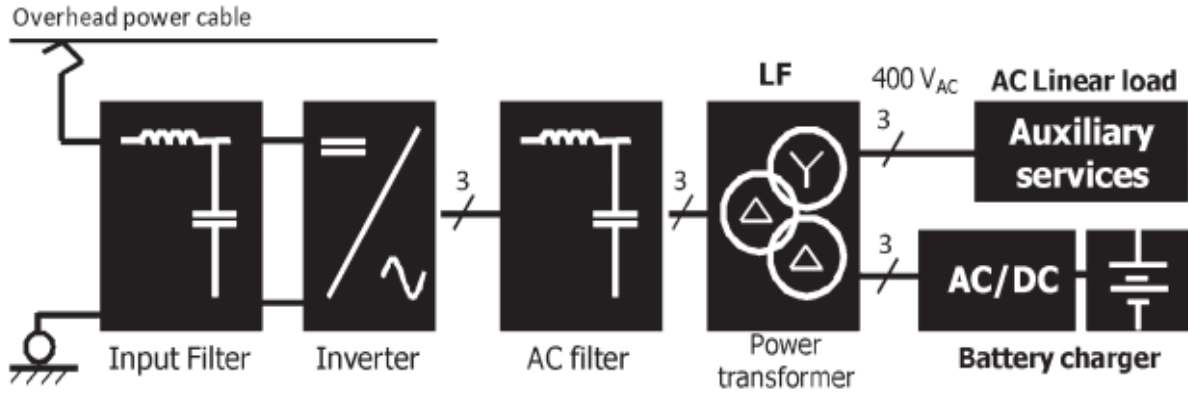 Overhead power cable
LF
400 V_AC
AC Linear load
3
3
3
Auxiliary
services
3
AC/DC
Input Filter
Inverter
AC filter
Power
transformer
Battery charger